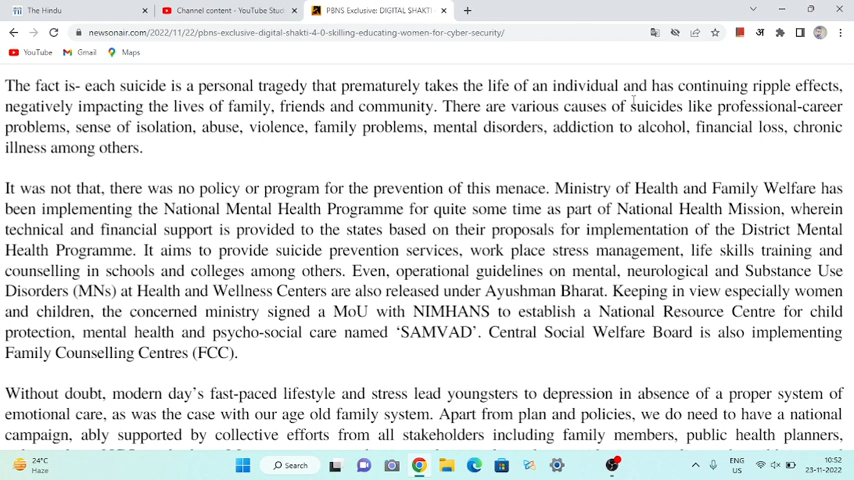 The Hindu
Channel content - YouTube Stud
PBNS Exclusive: DIGITAL SHAKTI
newsonair.com/2022/11/22/pbns-exclusive-digital-shakti-4-0-skilling-educating-women-for-cyber-security/
YouTube Gmail Maps
The fact is- each suicide is a personal tragedy that prematurely takes the life of an individual and has continuing ripple effects,
negatively impacting the lives of family, friends and community. There are various causes of suicides like professional-career
problems, sense of isolation, abuse, violence, family problems, mental disorders, addiction to alcohol, financial loss, chronic
illness among others.
It was not that, there was no policy or program for the prevention of this menace. Ministry of Health and Family Welfare has
been implementing the National Mental Health Programme for quite some time as part of National Health Mission, wherein
technical and financial support is provided to the states based on their proposals for implementation of the District Mental
Health Programme. It aims to provide suicide prevention services, work place stress management, life skills training and
counselling in schools and colleges among others. Even, operational guidelines on mental, neurological and Substance Use
Disorders (MNs) at Health and Wellness Centers are also released under Ayushman Bharat. Keeping in view especially women
and children, the concerned ministry signed a MoU with NIMHANS to establish a National Resource Centre for child
protection, mental health and psycho-social care named ‘SAMVAD’. Central Social Welfare Board is also implementing
Family Counselling Centres (FCC).
Without doubt, modern day’s fast-paced lifestyle and stress lead youngsters to depression in absence of a proper system of
emotional care, as was the case with our age old family system. Apart from plan and policies, we do need to have a national
campaign, ably supported by collective efforts from all stakeholders including family members, public health planners,
24°C
Haze
Search
ENG
US
10:52
23-11-2022